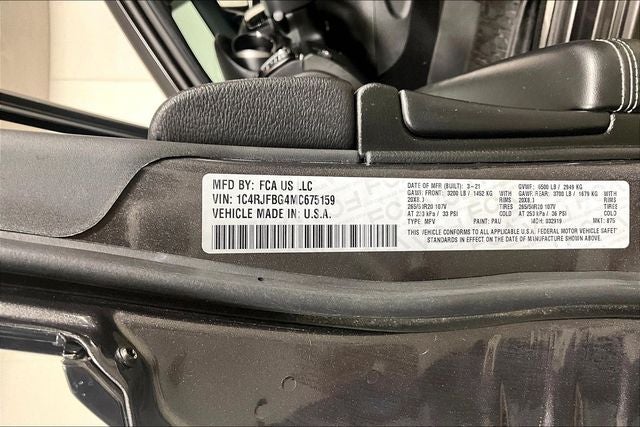 MFD BY: FCA US LLC
VIN: 1C4RJFBG4MC675159
VEHICLE MADE IN U.S.A.
DATE OF MFR (BUILT): 3-21 GVWR: 6500 LB / 2949 KG
GAWR FRONT: 3200 LB / 1452 KG WITH GAWR REAR: 3700 LB / 1679 KG WITH
20X8.0 RIMS 20X8.0 RIMS
265/50R20 107V TIRES 265/50R20 107V TIRES
AT 230 kPa / 33 PSI COLD AT 250 kPa / 36 PSI COLD
TYPE: MPV PAINT: PAU MDH: 032919 MKT: 875
THIS VEHICLE CONFORMS TO ALL APPLICABLE U.S.A. FEDERAL MOTOR VEHICLE SAFETY
STANDARDS IN EFFECT ON THE DATE OF MANUFACTURE SHOWN ABOVE